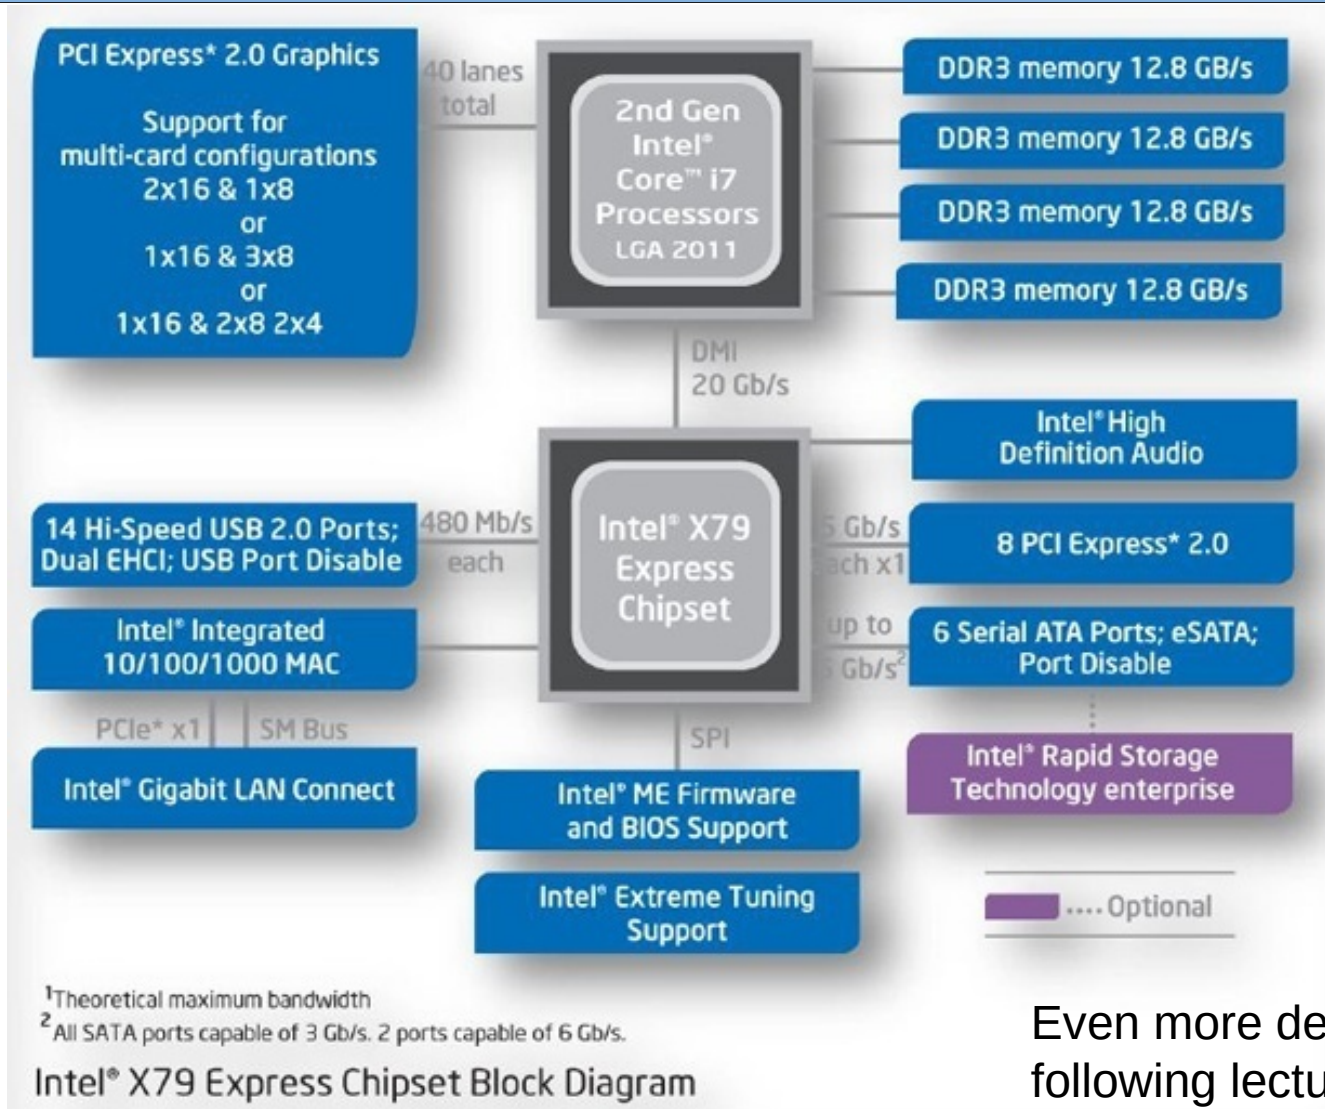 PCI Express* 2.0 Graphics
Support for
multi-card configurations
2x16 & 1x8
or
1x16 & 3x8
or
1x16 & 2x8 2x4
40 lanes
total
2nd Gen
Intel®
Core™ i7
Processors
LGA 2011
DDR3 memory 12.8 GB/s
DDR3 memory 12.8 GB/s
DDR3 memory 12.8 GB/s
DDR3 memory 12.8 GB/s
DMI
20 Gb/s
Intel® High
Definition Audio
14 Hi-Speed USB 2.0 Ports;
Dual EHCI; USB Port Disable
480 Mb/s
each
Intel® X79
Express
Chipset
5 Gb/s
each x1
8 PCI Express* 2.0
Intel® Integrated
10/100/1000 MAC
up to
Gb/s²
6 Serial ATA Ports; eSATA;
Port Disable
PCIe* x1
SM Bus
SPI
Intel® Rapid Storage
Technology enterprise
Intel® Gigabit LAN Connect
Intel® ME Firmware
and BIOS Support
Intel® Extreme Tuning
Support
....Optional
¹Theoretical maximum bandwidth
²All SATA ports capable of 3 Gb/s. 2 ports capable of 6 Gb/s.
Intel® X79 Express Chipset Block Diagram
Even more
following